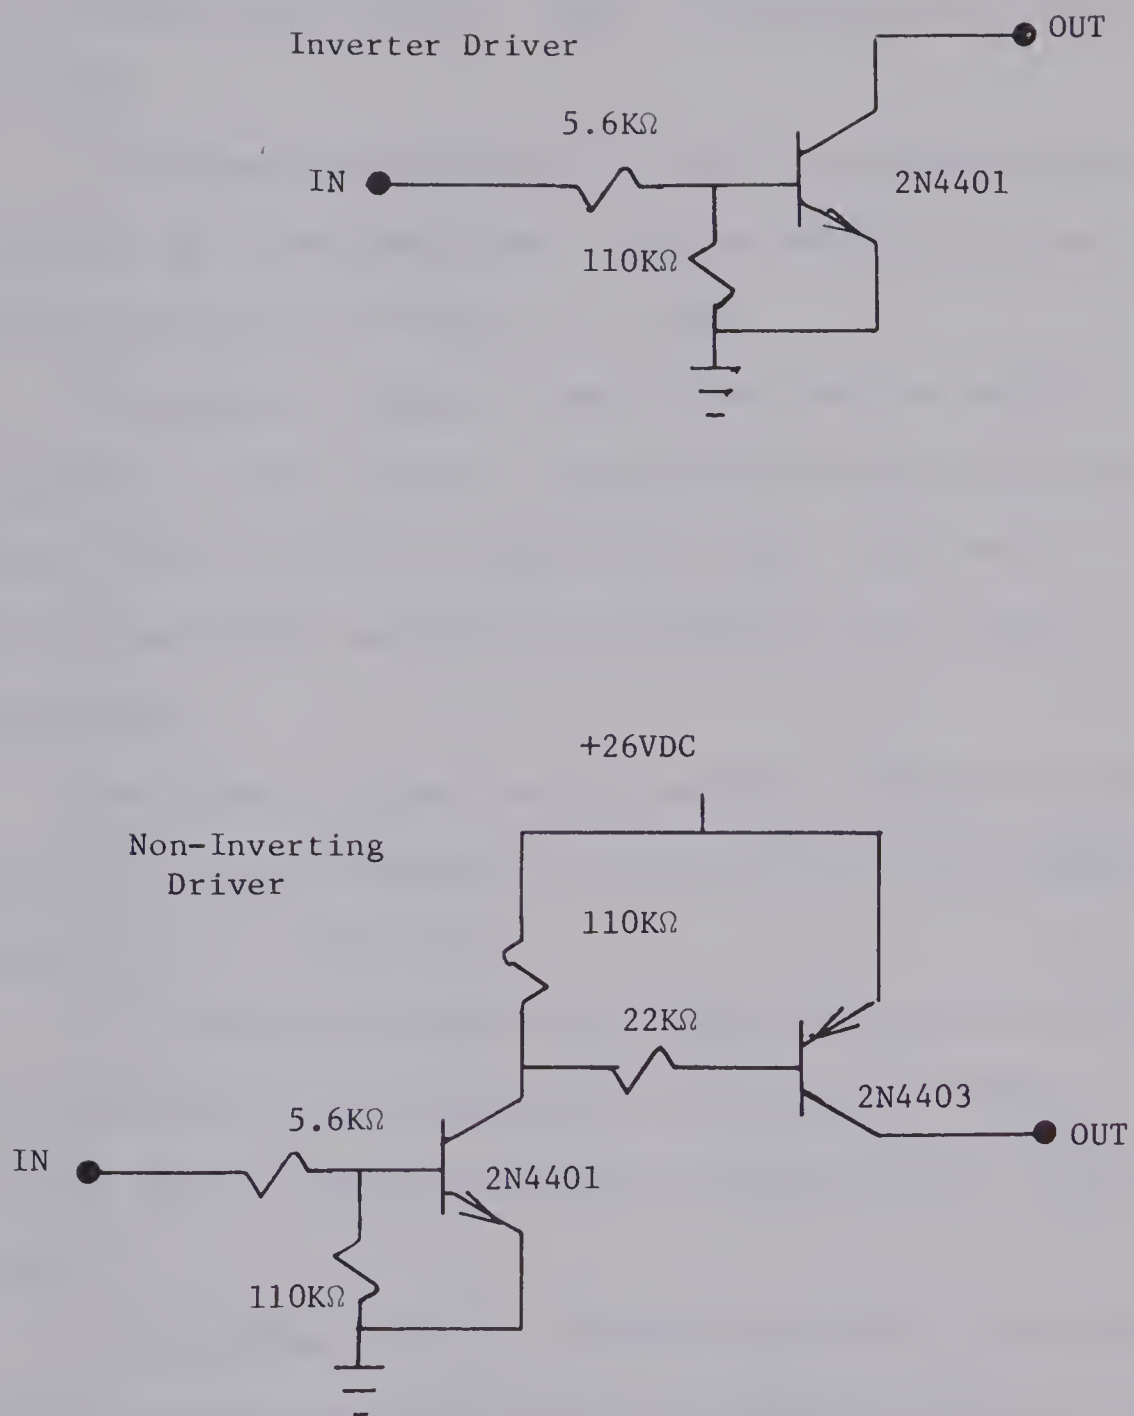 Inverter Driver
OUT
5.6KΩ
IN
2N4401
110KΩ
+26VDC
Non-Inverting
Driver
110KΩ
22KΩ
2N4403
5.6KΩ
OUT
IN
2N4401
110KΩ